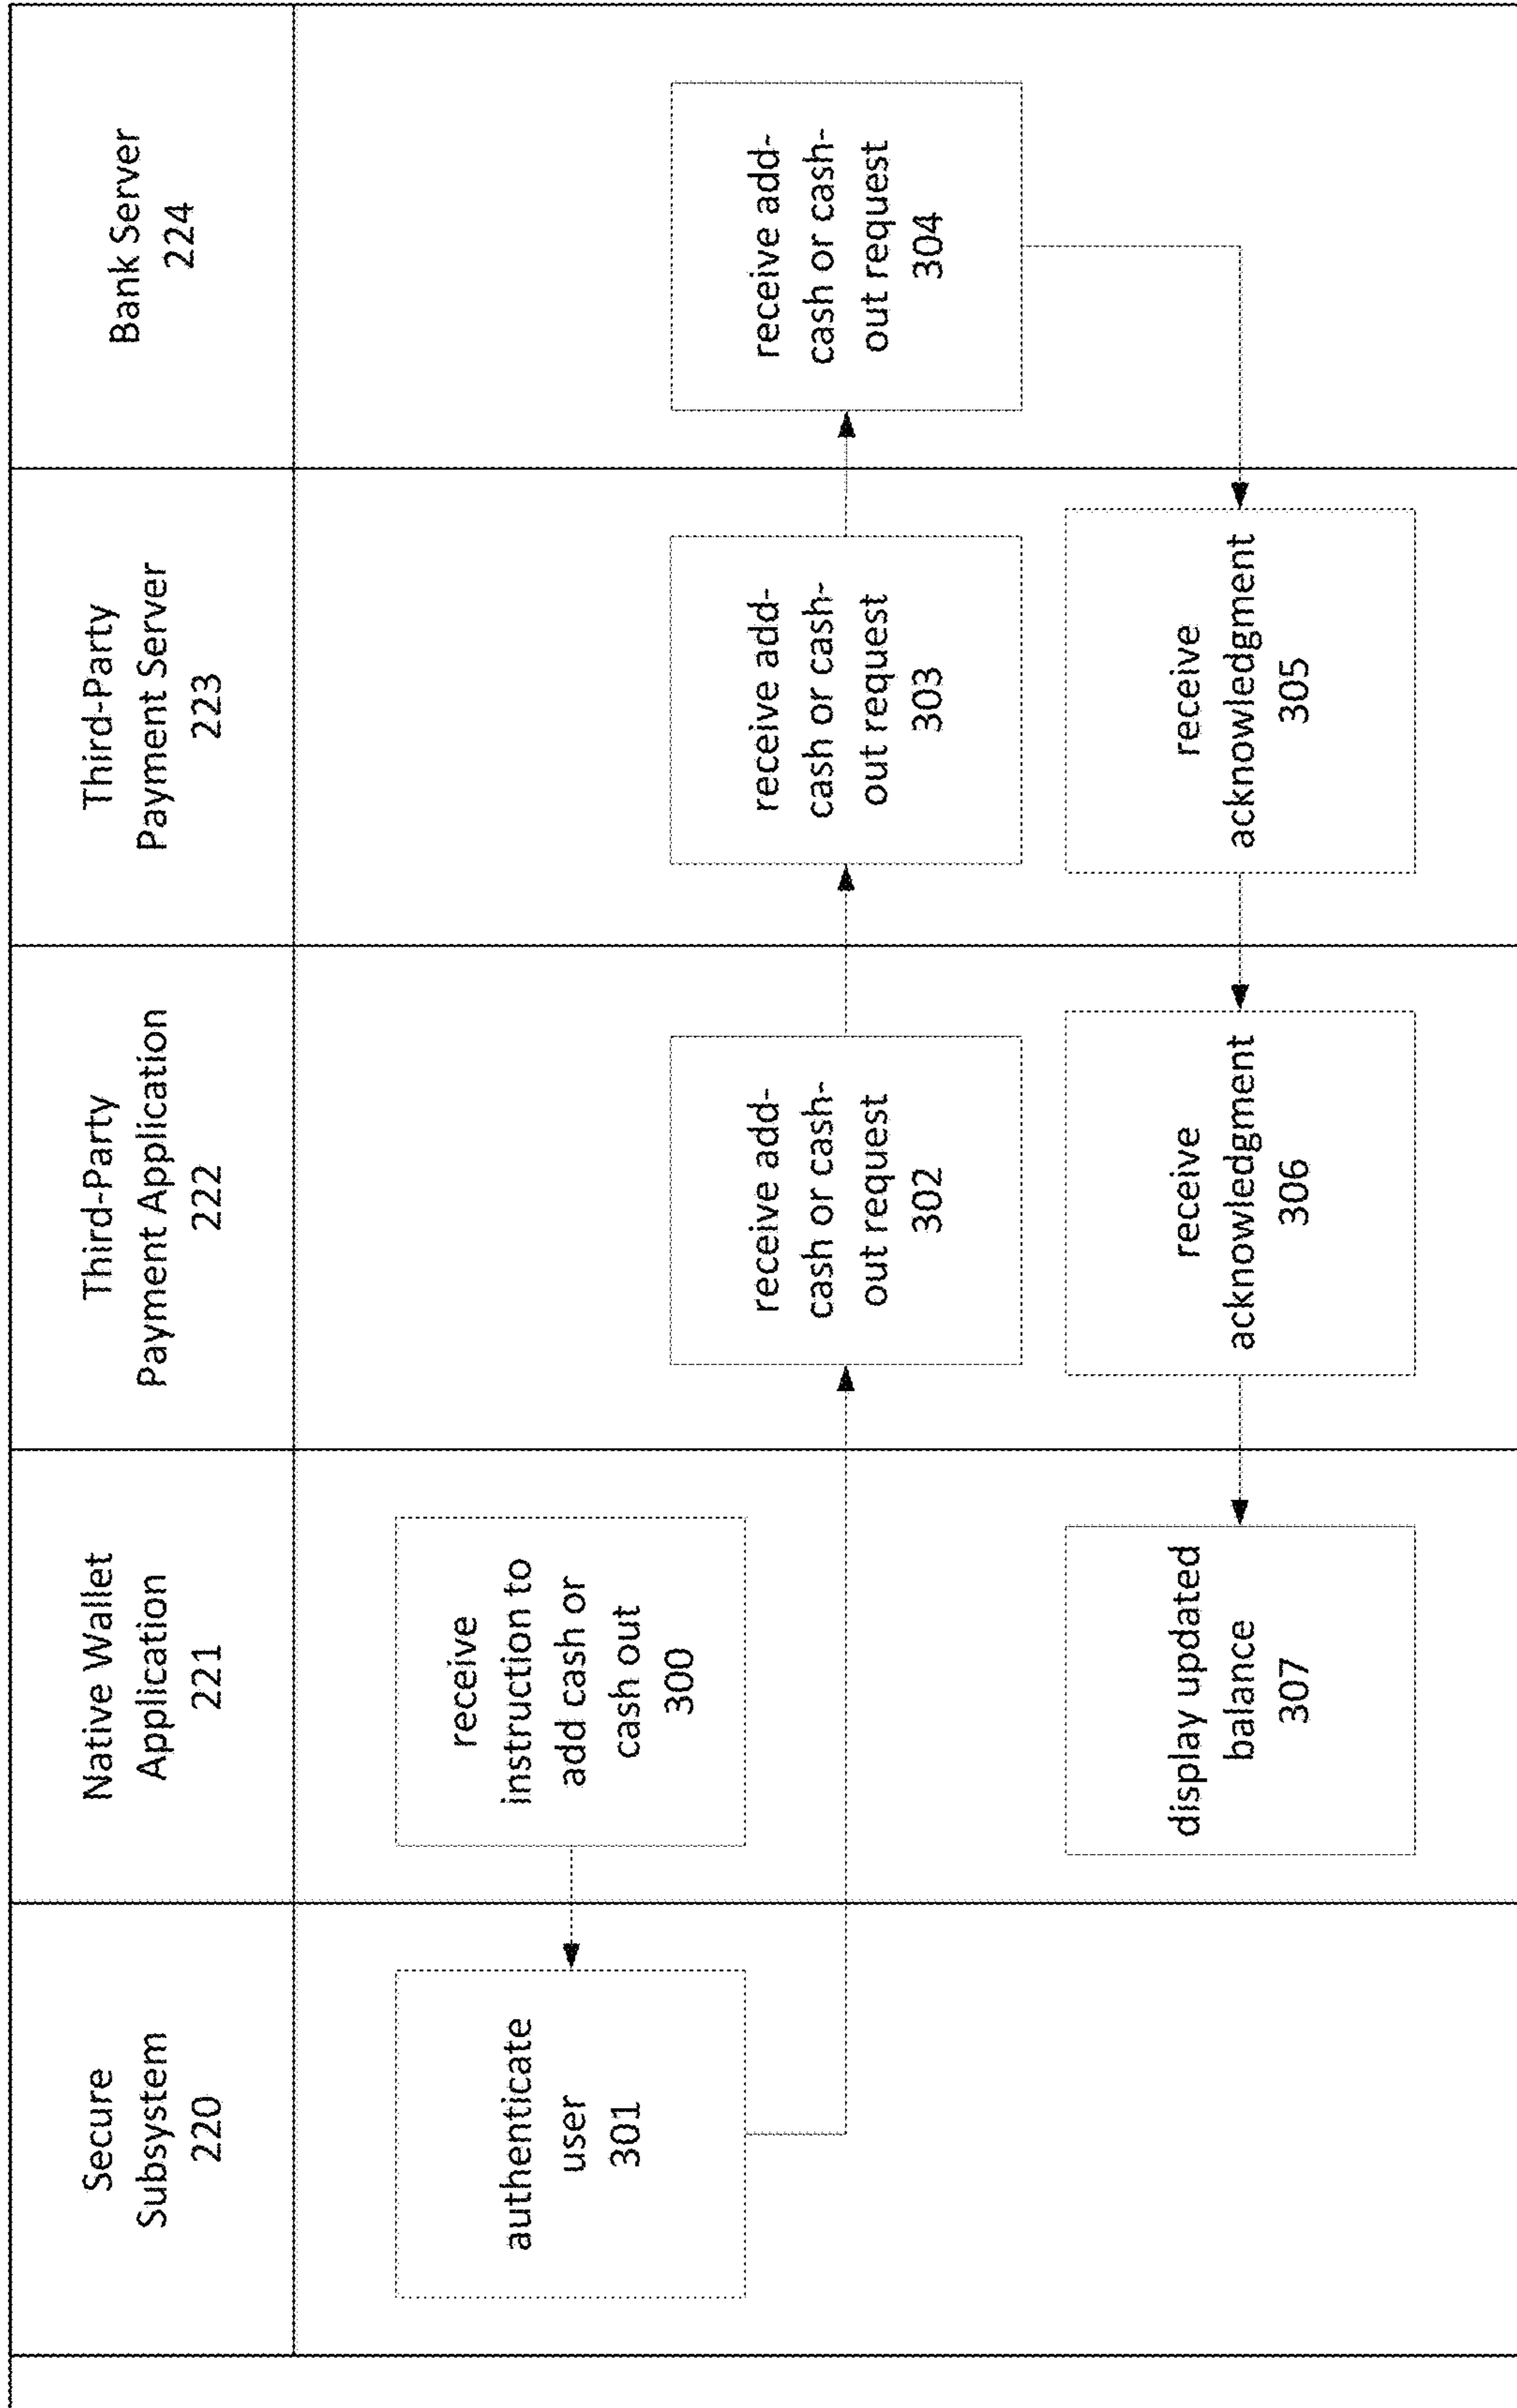 Secure
Subsystem
220
Native Wallet
Application
221
Third-Party
Payment Application
222
Third-Party
Payment Server
223
Bank Server
224
receive
instruction to
add cash or
cash out
300
authenticate
user
301
receive add-
cash or cash-
out request
302
receive add-
cash or cash-
out request
303
receive add-
cash or cash-
out request
304
receive
acknowledgment
305
receive
acknowledgment
306
display updated
balance
307